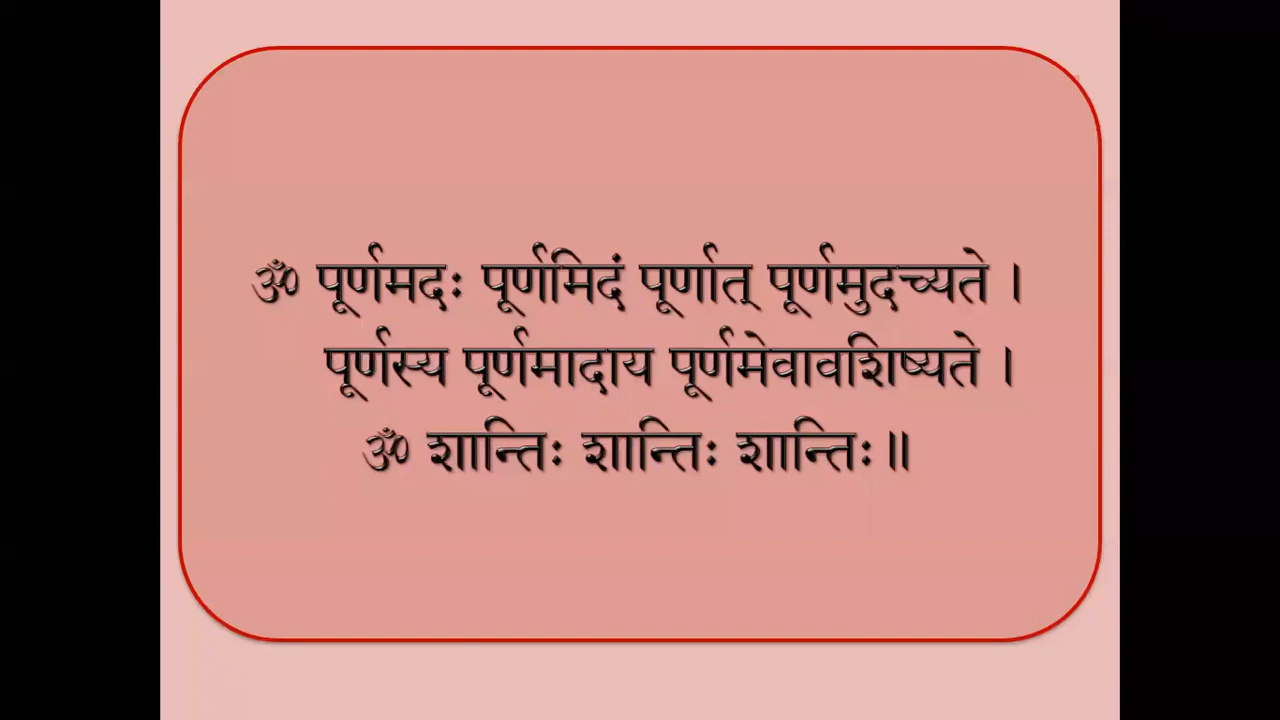 ॐ पूर्णमदः पूर्णमिदं पूर्णात् पूर्णमुदच्यते ।
पूर्णस्य पूर्णमादाय पूर्णमेवावशिष्यते ।
ॐ शान्तिः शान्तिः शान्तिः॥